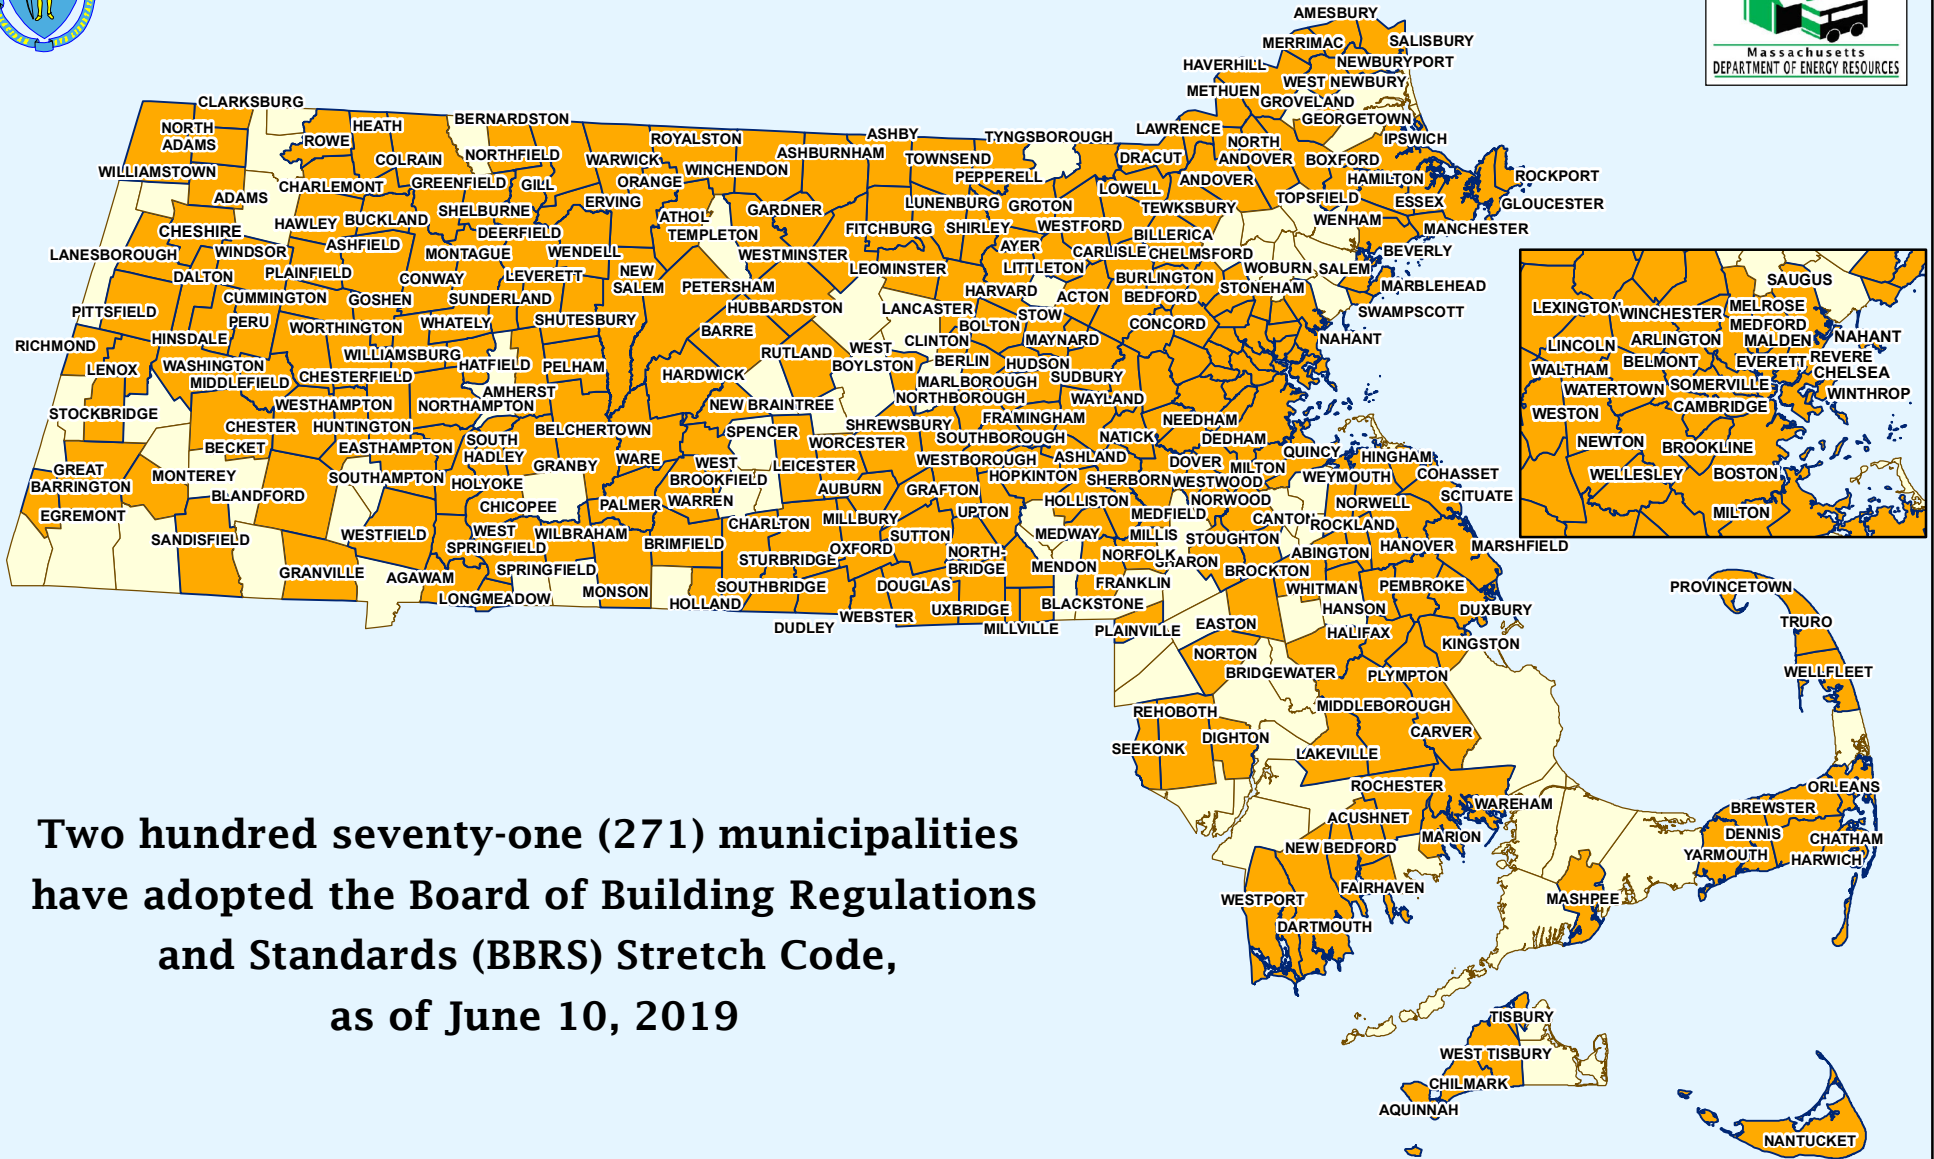 Massachusetts
DEPARTMENT OF ENERGY RESOURCES
AMESBURY
MERRIMAC
SALISBURY
NEWBURYPORT
HAVERHILL
WEST NEWBURY
METHUEN
GROVELAND
GEORGETOWN
CLARKSBURG
NORTH
ADAMS
ROWE
HEATH
BERNARDSTON
COLRAIN
NORTHFIELD
WARWICK
ROYALSTON
WINCHENDON
ASHBURNHAM
ASHBY
TOWNSEND
PEPPERELL
TYNGSBOROUGH
DRACUT
LAWRENCE
NORTH
ANDOVER
BOXFORD
IPSWICH
WILLIAMSTOWN
ADAMS
CHARLEMONT
GREENFIELD
GILL
ORANGE
ERVING
ANDOVER
LOWELL
HAMILTON
ROCKPORT
GLOUCESTER
ESSEX
TOPSFIELD
WENHAM
MANCHESTER
TEWKSBURY
GROTON
LUNENBURG
GARDNER
ATHOL
TEMPLETON
SHELBURNE
BUCKLAND
HAWLEY
CHESHIRE
DEERFIELD
FITCHBURG
SHIRLEY
WESTFORD
BILLERICA
BEVERLY
LANESBOROUGH
WINDSOR
ASHFIELD
MONTAGUE
WENDELL
WESTMINSTER
AYER
CARLISLE
CHELMSFORD
DALTON
PLAINFIELD
CONWAY
LEVERETT
NEW
SALEM
PETERSHAM
LEOMINSTER
LITTLETON
BURLINGTON
WOBURN
SALEM
STONEHAM
MARBLEHEAD
PITTSFIELD
CUMMINGTON
GOSHEN
SUNDERLAND
HUBBARDSTON
HARVARD
LANCASTER
ACTON
BEDFORD
SWAMPSCOTT
PERU
HINSDALE
WORTHINGTON
WHATELY
SHUTESBURY
BARRE
BOLTON
STOW
CONCORD
NAHANT
RICHMOND
LENOX
WASHINGTON
WILLIAMSBURG
HATFIELD
PELHAM
RUTLAND
WEST
BOYLSTON
CLINTON
MAYNARD
BERLIN
HUDSON
SUDBURY
MIDDLEFIELD
CHESTERFIELD
AMHERST
HARDWICK
MARLBOROUGH
NORTHBOROUGH
WAYLAND
STOCKBRIDGE
WESTHAMPTON
NORTHAMPTON
NEW BRAINTREE
FRAMINGHAM
NEEDHAM
CHESTER
HUNTINGTON
BELCHERTOWN
SPENCER
SHREWSBURY
WORCESTER
SOUTHBOROUGH
NATICK
DEDHAM
BECKET
EASTHAMPTON
SOUTH
HADLEY
WARE
WEST
BROOKFIELD
LEICESTER
WESTBOROUGH
ASHLAND
DOVER
MILTON
QUINCY
HINGHAM
COHASSET
GREAT
BARRINGTON
MONTEREY
SOUTHAMPTON
GRANBY
HOLYOKE
HOPKINTON
SHERBORN
WESTWOOD
WEYMOUTH
SCITUATE
BLANDFORD
CHICOPEE
PALMER
WARREN
AUBURN
GRAFTON
HOLLISTON
NORWOOD
NORWELL
EGREMONT
UPTON
MEDFIELD
CANTON
ROCKLAND
SANDISFIELD
WESTFIELD
WEST
SPRINGFIELD
WILBRAHAM
BRIMFIELD
CHARLTON
MILLBURY
SUTTON
MEDWAY
MILLIS
STOUGHTON
ABINGTON
HANOVER
MARSHFIELD
GRANVILLE
AGAWAM
SPRINGFIELD
STURBRIDGE
OXFORD
NORTH-
BRIDGE
MENDON
NORFOLK
SHARON
BROCKTON
LONGMEADOW
MONSON
HOLLAND
SOUTHBRIDGE
DOUGLAS
FRANKLIN
WHITMAN
PEMBROKE
DUDLEY
WEBSTER
UXBRIDGE
MILLVILLE
BLACKSTONE
PLAINVILLE
EASTON
HANSON
DUXBURY
HALIFAX
KINGSTON
NORTON
BRIDGEWATER
PLYMPTON
REHOBOTH
MIDDLEBOROUGH
SEEKONK
DIGHTON
LAKEVILLE
CARVER
ROCHESTER
WAREHAM
ACUSHNET
MARION
NEW BEDFORD
FAIRHAVEN
WESTPORT
DARTMOUTH
MASHPEE
PROVINCETOWN
TRURO
WELLFLEET
ORLEANS
BREWSTER
DENNIS
CHATHAM
YARMOUTH
HARWICH
TISBURY
WEST TISBURY
CHILMARK
AQUINNAH
NANTUCKET
SAUGUS
LEXINGTON
WINCHESTER
MELROSE
MEDFORD
MALDEN
NAHANT
LINCOLN
ARLINGTON
WALTHAM
BELMONT
EVERETT
REVERE
CHELSEA
WATERTOWN
SOMERVILLE
WINTHROP
WESTON
CAMBRIDGE
NEWTON
BROOKLINE
WELLESLEY
BOSTON
MILTON
Two hundred seventy-one (271) municipalities
have adopted the Board of Building Regulations
and Standards (BBRS) Stretch Code,
as of June 10, 2019